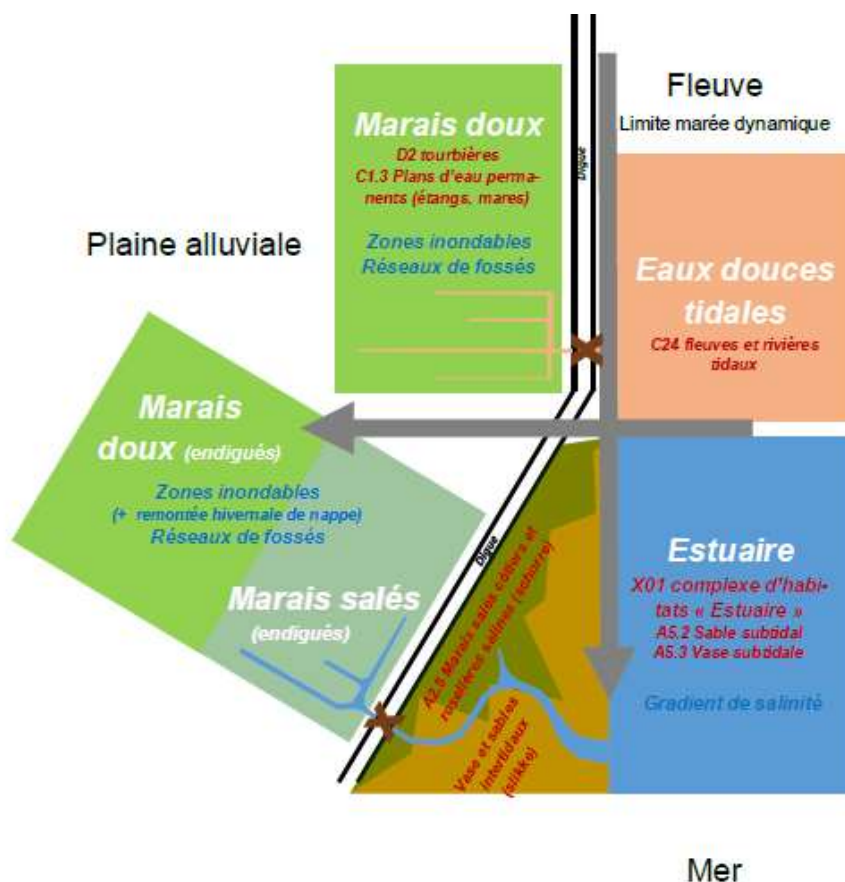 Fleuve
Limite marée dynamique
Marais doux
D2 tourbières
C1.3 Plans d'eau perma-
nents (étangs, mares)
Zones inondables
Réseaux de fossés
Digue
Plaine alluviale
Eaux douces
tidales
C24 fleuves et rivières
tidaux
Marais
doux (endigués)
Zones inondables
(+ remontée hivernale de nappe)
Réseaux de fossés
Marais salés
(endigués)
Digue
A2.5 Marais salés côtiers et
roselières salines (schorre)
Vase et sables
intertidaux
(slikke)
Estuaire
X01 complexe d'habi-
tats « Estuaire »
A5.2 Sable subtidal
A5.3 Vase subtidale
Gradient de salinité
Mer